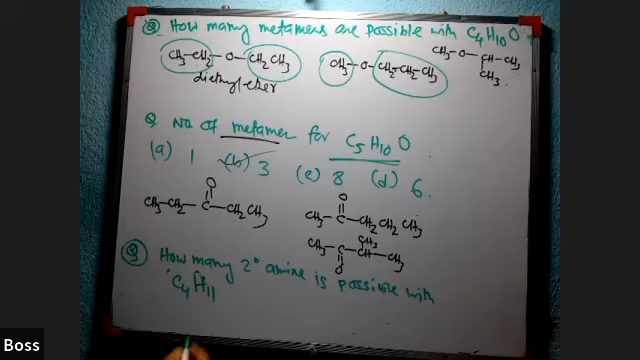 Q How many metamers are possible with C4H10O
CH3-CH2-O-CH2CH3 CH3-O-CH2-CH2-CH3 CH3-O-CH-CH3
CH3
diethyl ether
Q No of metamer for C5H10O
(a) 1 (b) 3 (c) 8 (d) 6.
O
CH3-CH2-C-CH2CH3
O
CH3-C-CH2CH2CH3
CH3
CH3-C-CH-CH3
O
Q How many 2° amine is possible with
C4H11
Boss